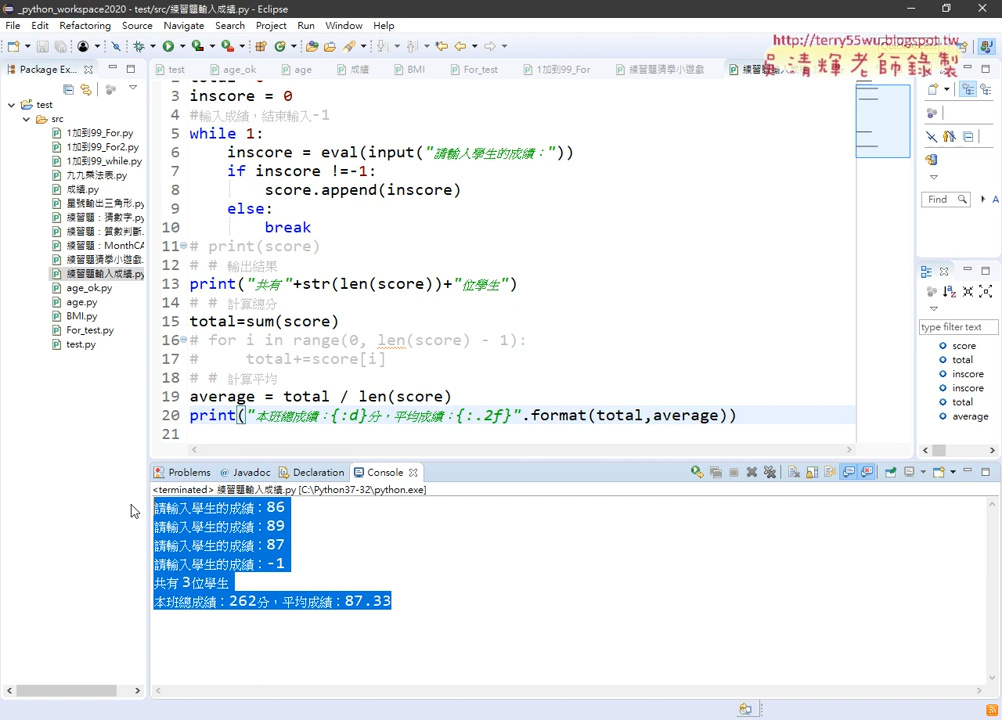 _python_workspace2020 - test/src/練習題輸入成績.py - Eclipse
File Edit Refactoring Source Navigate Search Project Run Window Help
http://terry55wu.blogspot.tw
吳清輝老師錄製
Package Ex...
test age_ok age 成績 BMI For_test 1加到99_For 練習題猜學小遊戲
test
src
1加到99_For.py
1加到99_For2.py
1加到99_while.py
九九乘法表.py
成績.py
星號輸出三角形.py
練習題：猜數字.py
練習題：質數判斷.
練習題：MonthCA
練習題猜學小遊戲.
練習題輸入成績.py
age_ok.py
age.py
BMI.py
For_test.py
test.py
3 inscore = 0
4 #輸入成績，結束輸入-1
5 while 1:
6 inscore = eval(input("請輸入學生的成績："))
7 if inscore !=-1:
8 score.append(inscore)
9 else:
10 break
11 # print(score)
12 # # 輸出結果
13 print("共有"+str(len(score))+"位學生")
14 # # 計算總分
15 total=sum(score)
16 # for i in range(0, len(score) - 1):
17 # total+=score[i]
18 # # 計算平均
19 average = total / len(score)
20 print("本班總成績：{:d}分，平均成績：{:.2f}".format(total,average))
21
Find
A
type filter text
score
total
inscore
inscore
total
average
Problems @ Javadoc Declaration Console
<terminated> 練習題輸入成績.py [C:\Python37-32\python.exe]
請輸入學生的成績：86
請輸入學生的成績：89
請輸入學生的成績：87
請輸入學生的成績：-1
共有3位學生
本班總成績：262分，平均成績：87.33